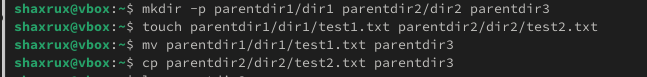 shaxrux@vbox:~$ mkdir -p parentdir1/dir1 parentdir2/dir2 parentdir3
shaxrux@vbox:~$ touch parentdir1/dir1/test1.txt parentdir2/dir2/test2.txt
shaxrux@vbox:~$ mv parentdir1/dir1/test1.txt parentdir3
shaxrux@vbox:~$ cp parentdir2/dir2/test2.txt parentdir3